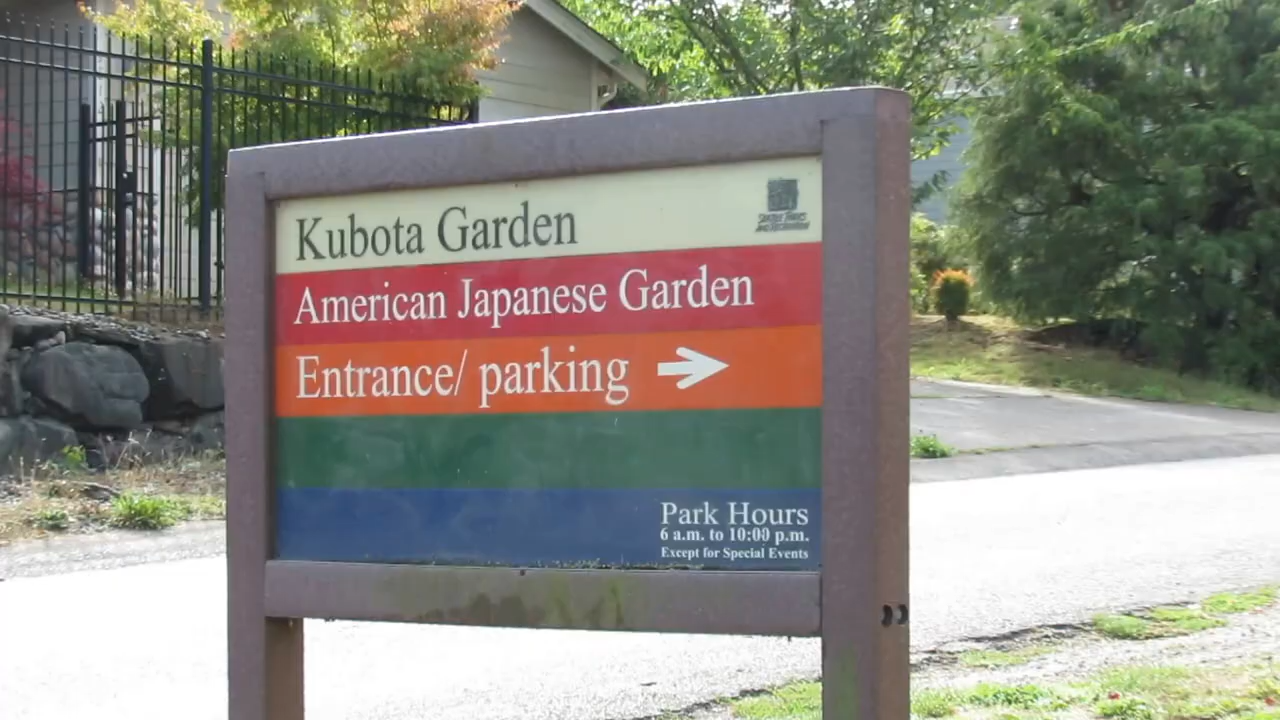 Kubota Garden
American Japanese Garden
Entrance/ parking
Park Hours
6 a.m. to 10:00 p.m.
Except for Special Events